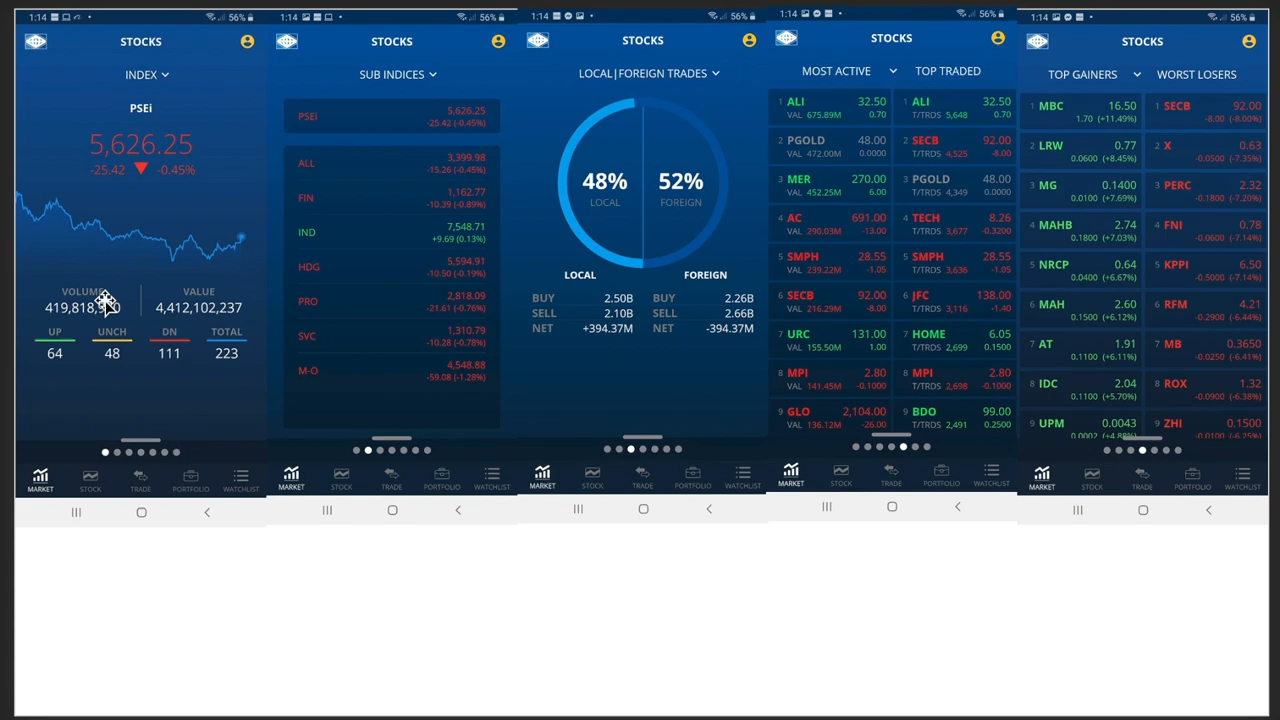 1:14
56%
STOCKS
INDEX
PSEi
5,626.25
-25.42 -0.45%
VOLUME VALUE
4,412,102,237
UP UNCH DN TOTAL
64 48 111 223
MARKET STOCK TRADE PORTFOLIO WATCHLIST
1:14
56%
STOCKS
SUB INDICES
PSEi 5,626.25
-25.42 (-0.45%)
ALL 3,399.98
-15.26 (-0.45%)
FIN 1,162.77
-10.39 (-0.89%)
IND 7,548.71
+9.69 (0.13%)
HDG 5,594.91
-10.50 (-0.19%)
PRO 2,818.09
-21.61 (-0.76%)
SVC 1,310.79
-10.28 (-0.78%)
M-O 4,548.88
-59.08 (-1.28%)
MARKET STOCK TRADE PORTFOLIO WATCHLIST
1:14
56%
STOCKS
LOCAL|FOREIGN TRADES
48% 52%
LOCAL FOREIGN
LOCAL FOREIGN
BUY 2.50B BUY 2.26B
SELL 2.10B SELL 2.66B
NET +394.37M NET -394.37M
MARKET STOCK TRADE PORTFOLIO WATCHLIST
1:14
56%
STOCKS
MOST ACTIVE TOP TRADED
1 ALI 32.50 1 ALI 32.50
VAL 675.89M 0.70 T/TRDS 5,648 0.70
2 PGOLD 48.00 2 SECB 92.00
VAL 472.00M 0.0000 T/TRDS 4,525 -8.00
3 MER 270.00 3 PGOLD 48.00
VAL 452.25M 6.00 T/TRDS 4,349 0.0000
4 AC 691.00 4 TECH 8.26
VAL 290.03M -13.00 T/TRDS 3,677 -0.3200
5 SMPH 28.55 5 SMPH 28.55
VAL 239.22M -1.05 T/TRDS 3,636 -1.05
6 SECB 92.00 6 JFC 138.00
VAL 216.29M -8.00 T/TRDS 3,116 -1.40
7 URC 131.00 7 HOME 6.05
VAL 155.50M 1.00 T/TRDS 2,699 0.1500
8 MPI 2.80 8 MPI 2.80
VAL 141.45M -0.1000 T/TRDS 2,698 -0.1000
9 GLO 2,104.00 9 BDO 99.00
VAL 136.12M -26.00 T/TRDS 2,491 0.2500
MARKET STOCK TRADE PORTFOLIO WATCHLIST
1:14
56%
STOCKS
TOP GAINERS WORST LOSERS
1 MBC 16.50 1 SECB 92.00
1.70 (+11.49%) -8.00 (-8.00%)
2 LRW 0.77 2 X 0.63
0.0600 (+8.45%) -0.0500 (-7.35%)
3 MG 0.1400 3 PERC 2.32
0.0100 (+7.69%) -0.1800 (-7.20%)
4 MAHB 2.74 4 FNI 0.78
0.1800 (+7.03%) -0.0600 (-7.14%)
5 NRCP 0.64 5 KPPI 6.50
0.0400 (+6.67%) -0.5000 (-7.14%)
6 MAH 2.60 6 RFM 4.21
0.1500 (+6.12%) -0.2900 (-6.44%)
7 AT 1.91 7 MB 0.3650
0.1100 (+6.11%) -0.0250 (-6.41%)
8 IDC 2.04 8 ROX 1.32
0.1100 (+5.70%) -0.0900 (-6.38%)
9 UPM 0.0043 9 ZHI 0.1500
0.0002 (+4.88%) -0.0100 (-6.25%)
MARKET STOCK TRADE PORTFOLIO WATCHLIST